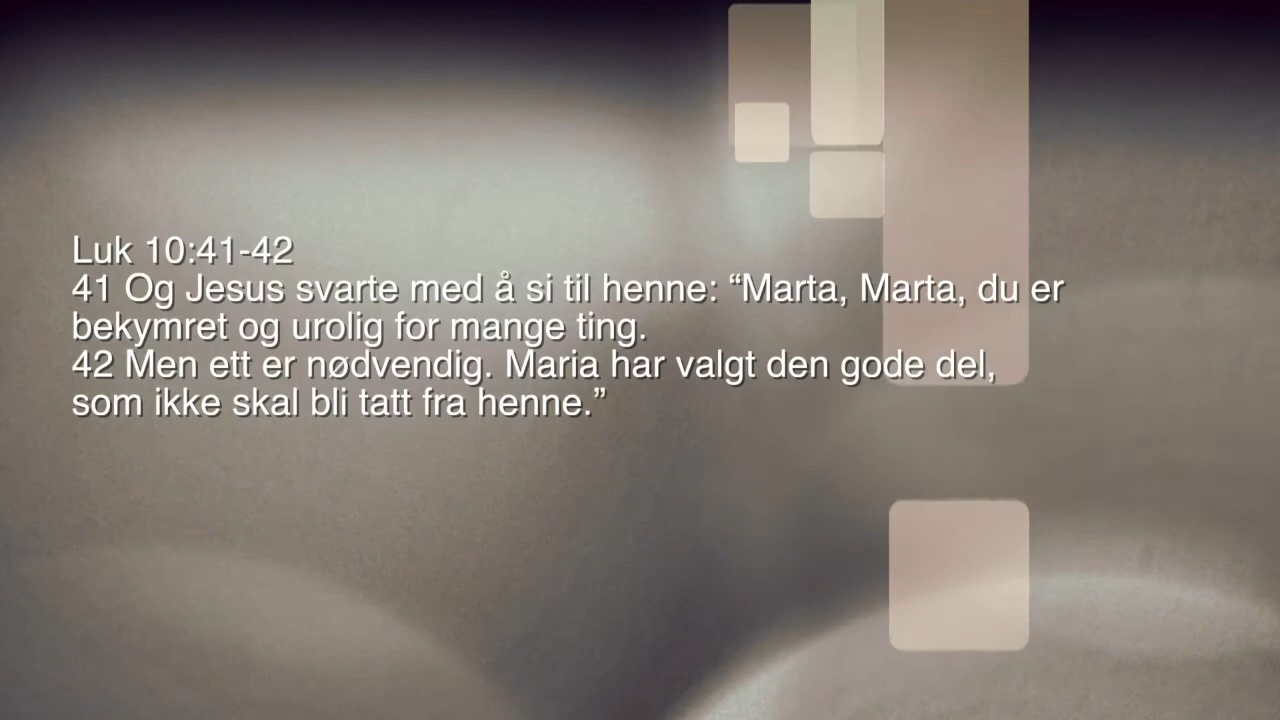 Luk 10:41-42
41 Og Jesus svarte med å si til henne: “Marta, Marta, du er
bekymret og urolig for mange ting.
42 Men ett er nødvendig. Maria har valgt den gode del,
som ikke skal bli tatt fra henne.”